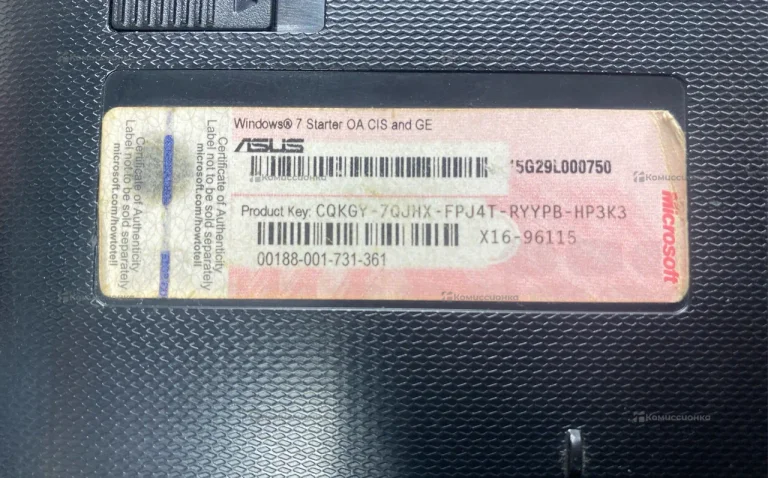 Windows® 7 Starter OA CIS and GE
ASUS
5G29L000750
Product Key: CQKGY-7QJHX-FPJ4T-RYYPB-HP3K3
X16-96115
00188-001-731-361
Certificate of Authenticity
Label not to be sold separately
microsoft.com/howtotell
Certificate of Authenticity
Label not to be sold separately
microsoft.com/howtotell
Microsoft
Комиссионка
Комиссионка
Комиссионка
Комиссионка